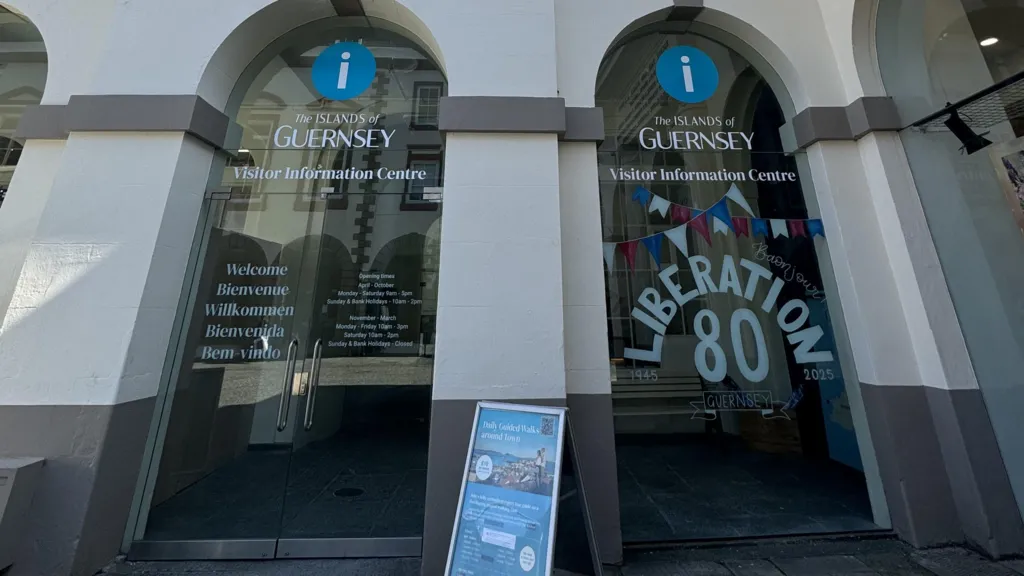 i
The ISLANDS of
GUERNSEY
Visitor Information Centre
Welcome
Bienvenue
Willkommen
Bienvenida
Bem-vindo
Opening times
April - October
Monday - Saturday 9am - 5pm
Sunday & Bank Holidays - 10am - 2pm
November - March
Monday - Friday 10am - 3pm
Saturday 10am - 2pm
Sunday & Bank Holidays - Closed
i
The ISLANDS of
GUERNSEY
Visitor Information Centre
LIBERATION
80
1945
2025
GUERNSEY
Daily Guided Walks
around Town